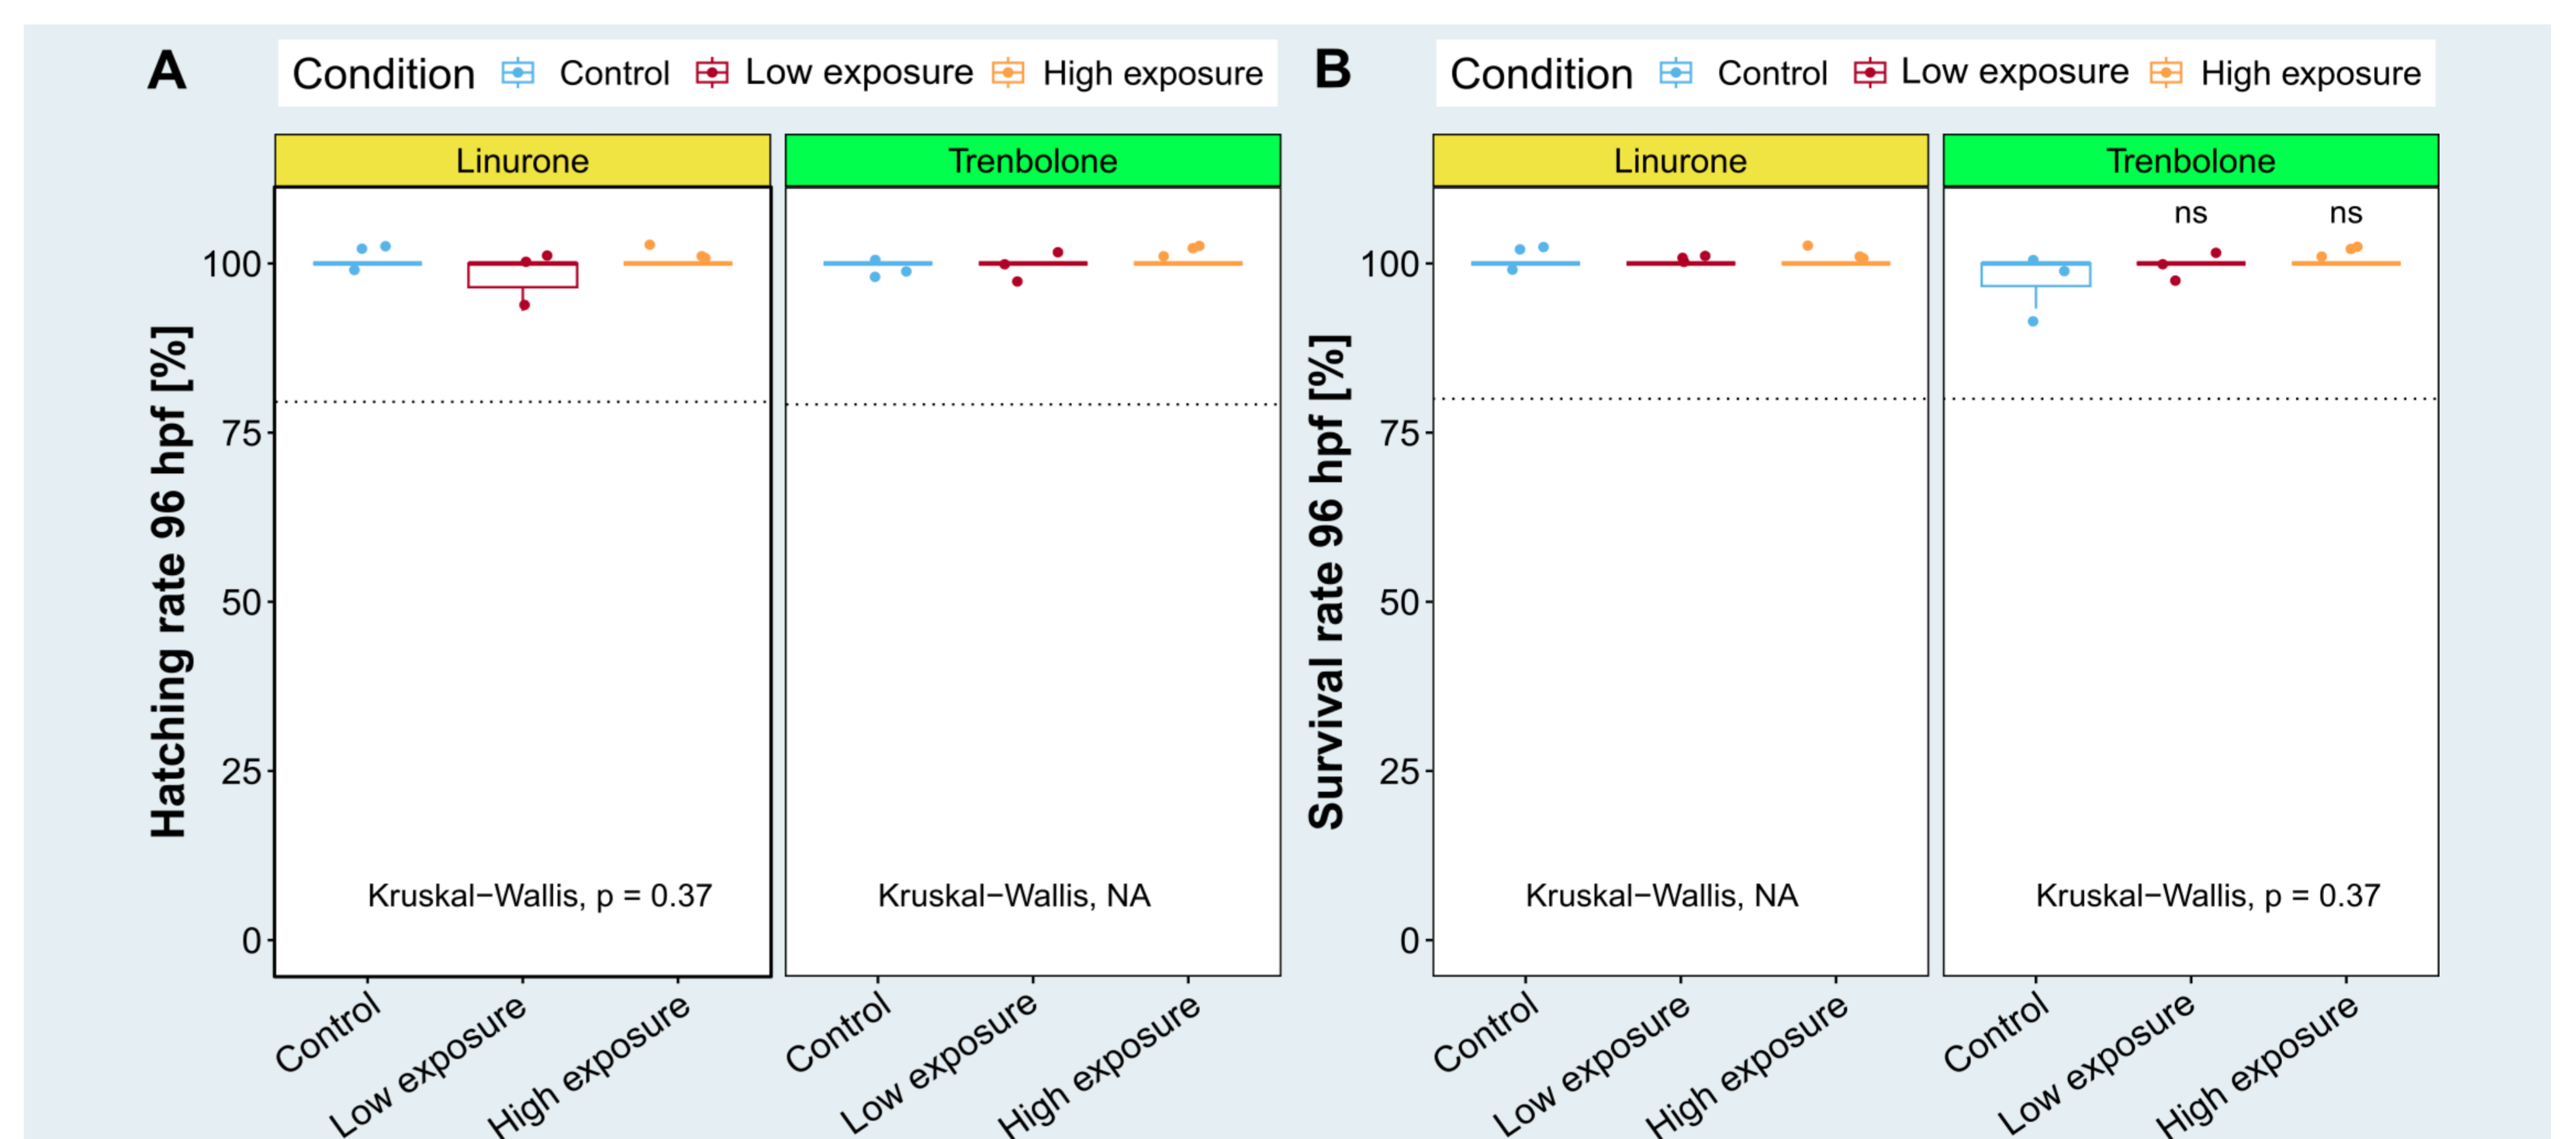 A
Condition Control Low exposure High exposure
Linurone
Trenbolone
Hatching rate 96 hpf [%]
100
75
50
25
0
Kruskal−Wallis, p = 0.37
Kruskal−Wallis, NA
Control
Low exposure
High exposure
Control
Low exposure
High exposure
B
Condition Control Low exposure High exposure
Linurone
Trenbolone
ns ns
Survival rate 96 hpf [%]
100
75
50
25
0
Kruskal−Wallis, NA
Kruskal−Wallis, p = 0.37
Control
Low exposure
High exposure
Control
Low exposure
High exposure